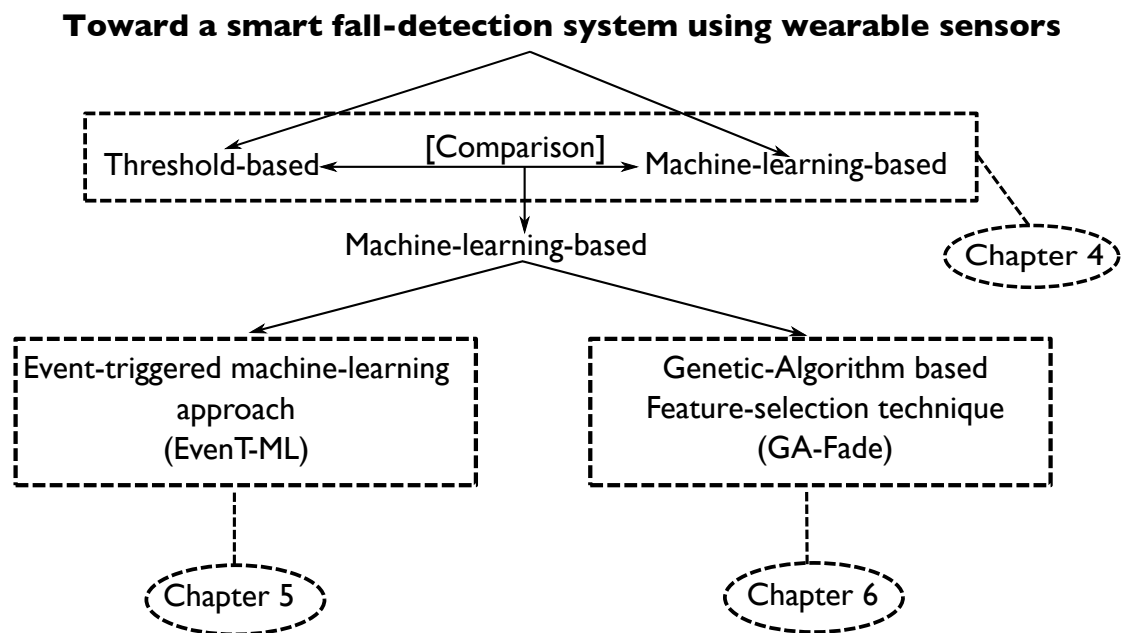 Toward a smart fall-detection system using wearable sensors
[Comparison]
Threshold-based
Machine-learning-based
Machine-learning-based
Chapter 4
Event-triggered machine-learning
approach
(EvenT-ML)
Genetic-Algorithm based
Feature-selection technique
(GA-Fade)
Chapter 5
Chapter 6